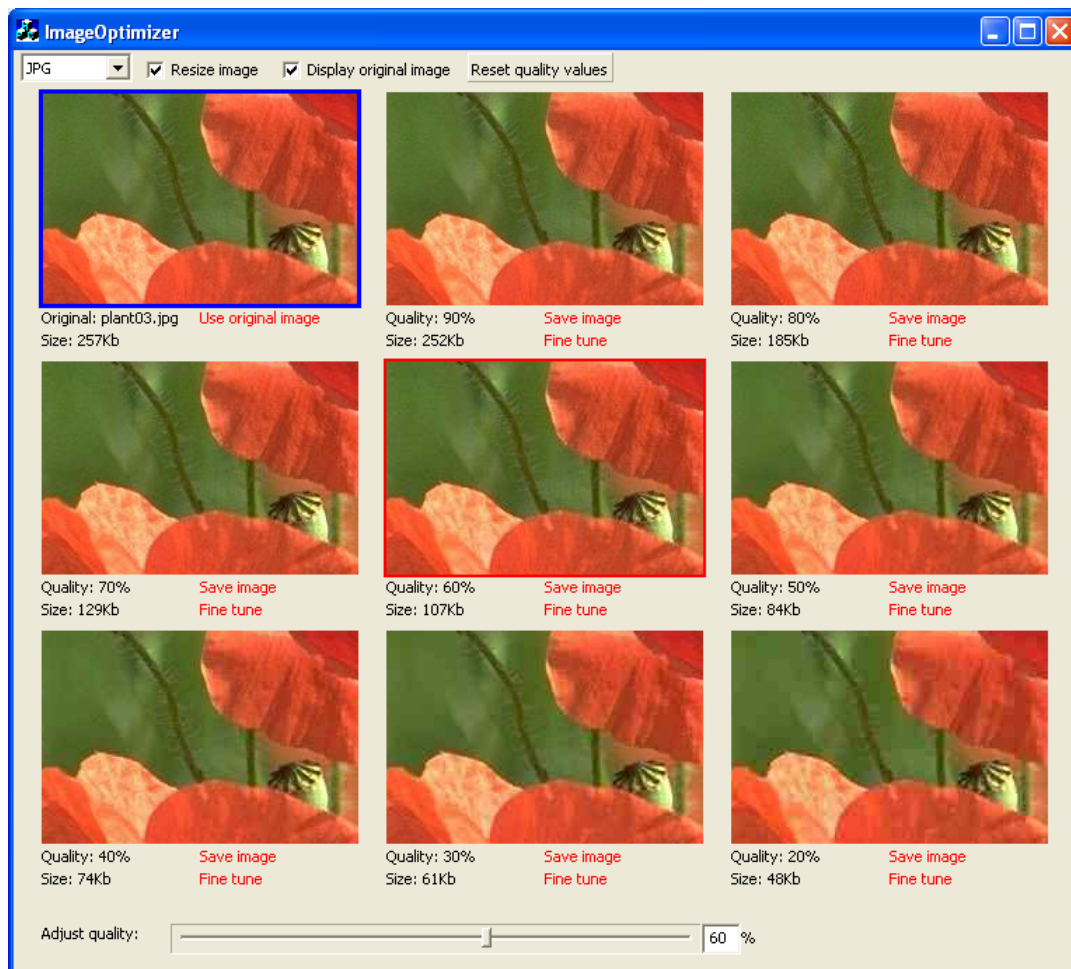 ImageOptimizer
JPG Resize image Display original image Reset quality values
Original: plant03.jpg Use original image Quality: 90% Save image Quality: 80% Save image
Size: 257Kb Size: 252Kb Fine tune Size: 185Kb Fine tune
Quality: 70% Save image Quality: 60% Save image Quality: 50% Save image
Size: 129Kb Fine tune Size: 107Kb Fine tune Size: 84Kb Fine tune
Quality: 40% Save image Quality: 30% Save image Quality: 20% Save image
Size: 74Kb Fine tune Size: 61Kb Fine tune Size: 48Kb Fine tune
Adjust quality: 60 %